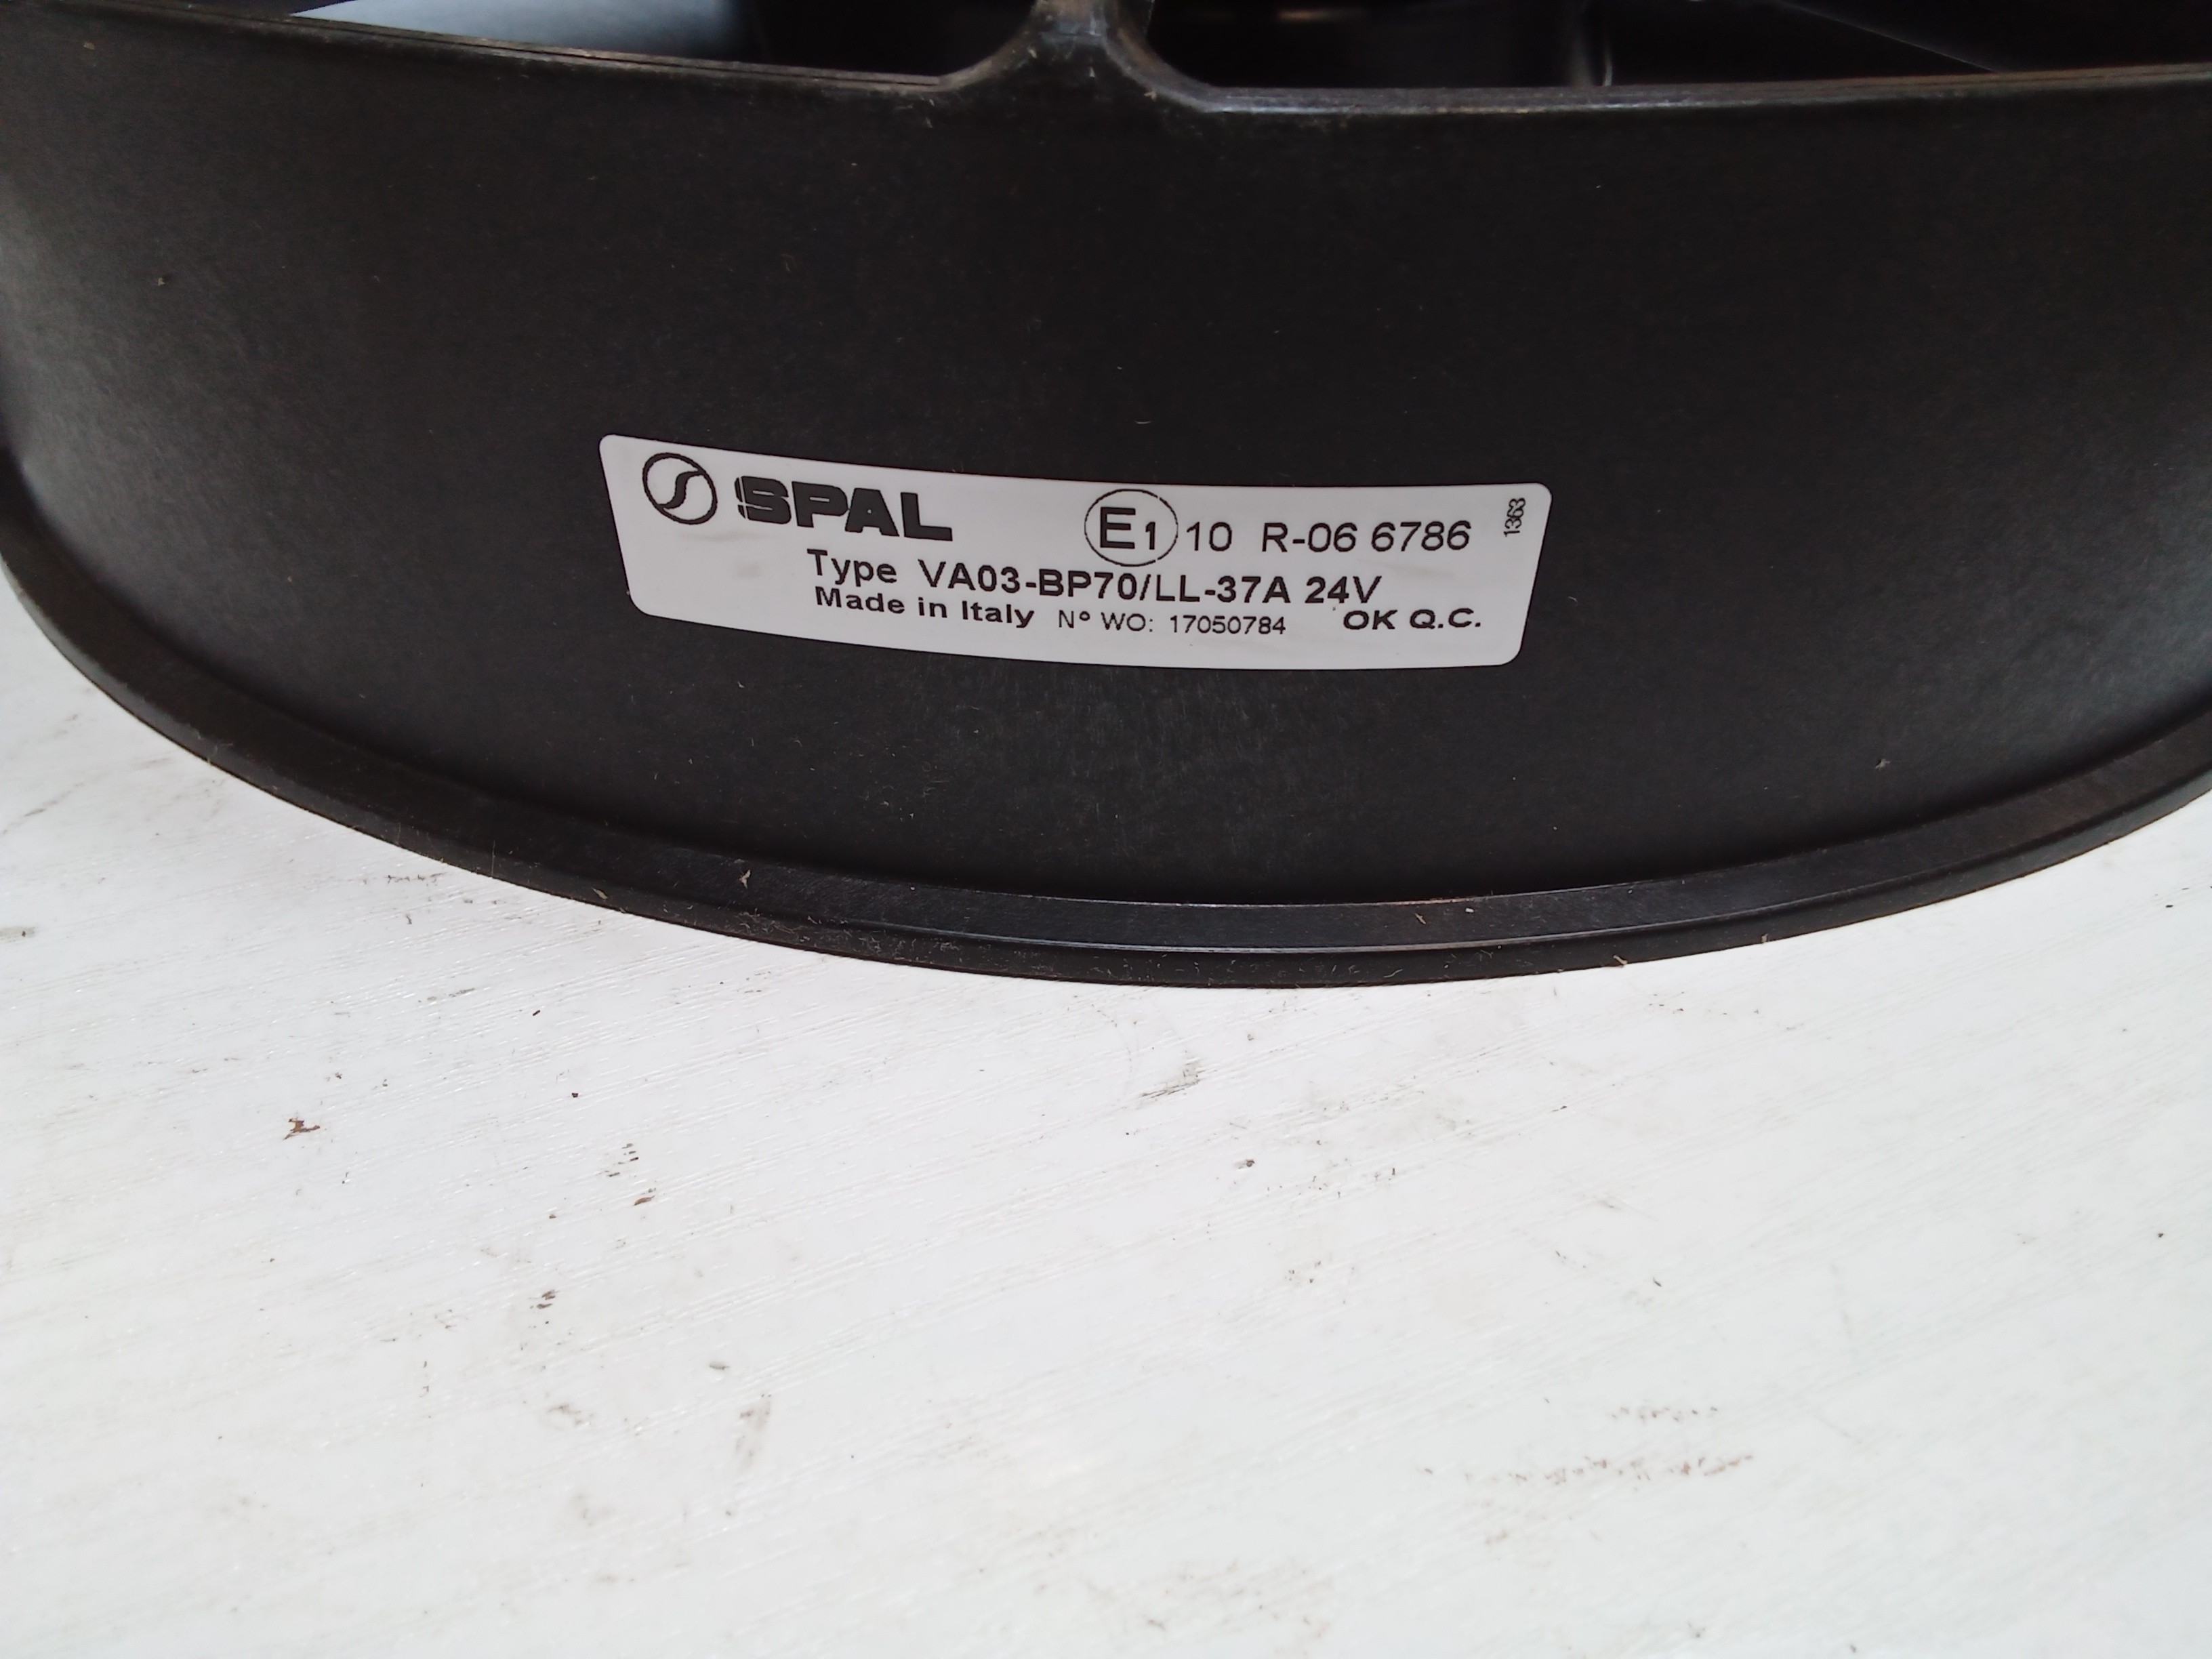 SPAL E1 10 R-06 6786
1363
Type VA03-BP70/LL-37A 24V
Made in Italy N° WO: 17050784 OK Q.C.